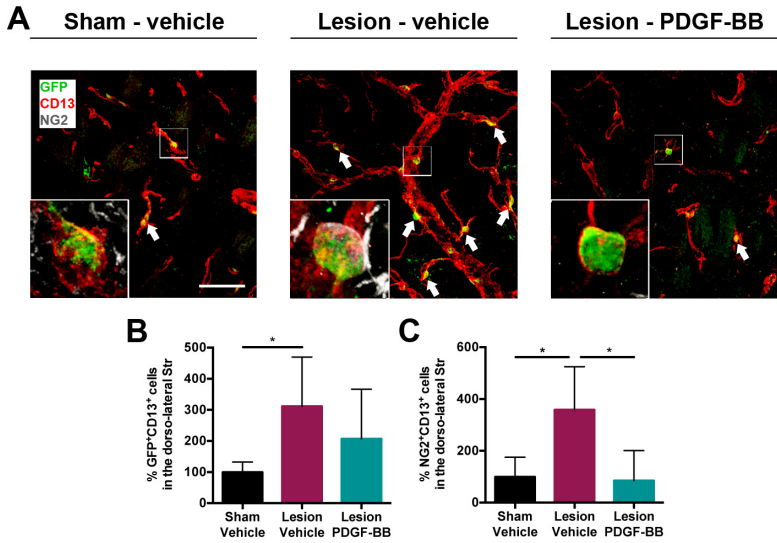 A
Sham - vehicle
Lesion - vehicle
Lesion - PDGF-BB
GFP
CD13
NG2
B
% GFP⁺CD13⁺ cells
in the dorso-lateral Str
500
400
300
200
100
0
*
Sham
Vehicle
Lesion
Vehicle
Lesion
PDGF-BB
C
% NG2⁺CD13⁺ cells
in the dorso-lateral Str
600
400
200
0
*
*
Sham
Vehicle
Lesion
Vehicle
Lesion
PDGF-BB